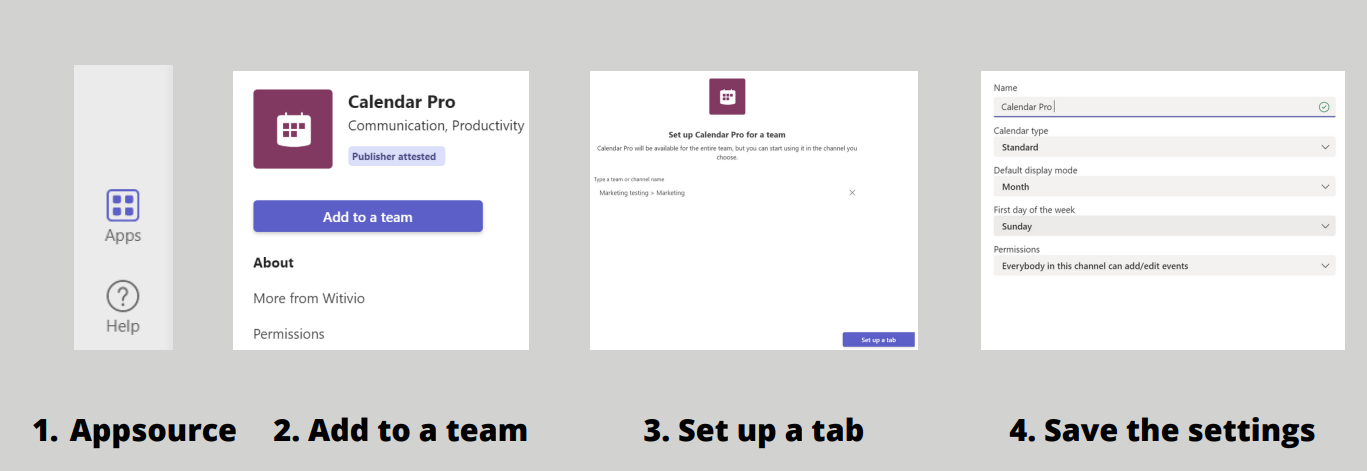 Apps
Help
Calendar Pro
Communication, Productivity
Publisher attested
Add to a team
About
More from Witivio
Permissions
Set up Calendar Pro for a team
Calendar Pro will be available for the entire team, but you can start using it in the channel you
choose.
Type a team or channel name
Marketing testing > Marketing
Set up a tab
Name
Calendar Pro
Calendar type
Standard
Default display mode
Month
First day of the week
Sunday
Permissions
Everybody in this channel can add/edit events
1. Appsource
2. Add to a team
3. Set up a tab
4. Save the settings